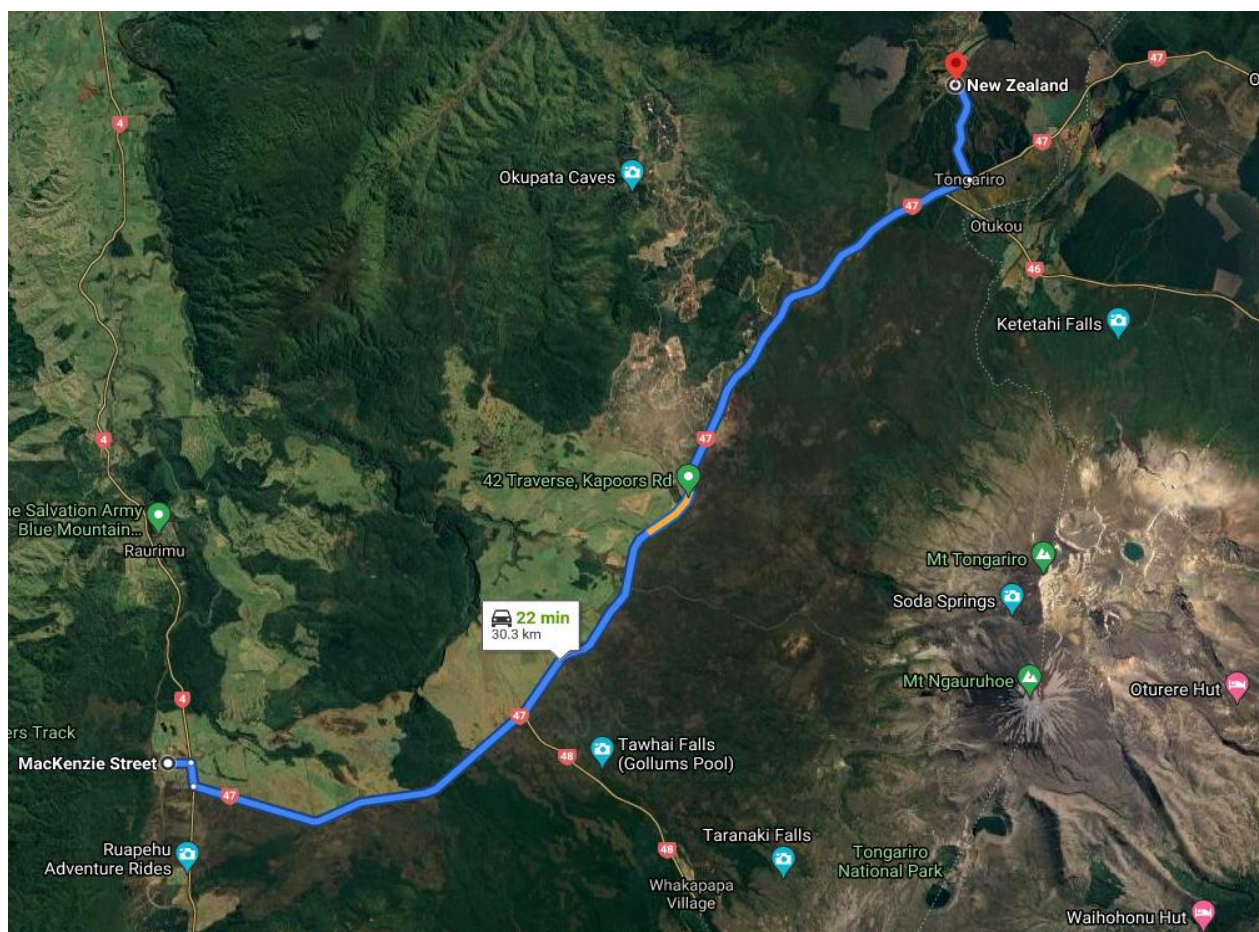 47
O
New Zealand
4
47
Okupata Caves
Tongariro
47
Otukou
46
Ketetahi Falls
4
47
42 Traverse, Kapoors Rd
he Salvation Army
Blue Mountain...
Raurimu
Mt Tongariro
Soda Springs
22 min
30.3 km
Mt Ngauruhoe
Oturere Hut
4
47
ers Track
MacKenzie Street
48
Tawhai Falls
(Gollums Pool)
47
Ruapehu
Adventure Rides
48
Taranaki Falls
Tongariro
National Park
Whakapapa
Village
Waihohonu Hut